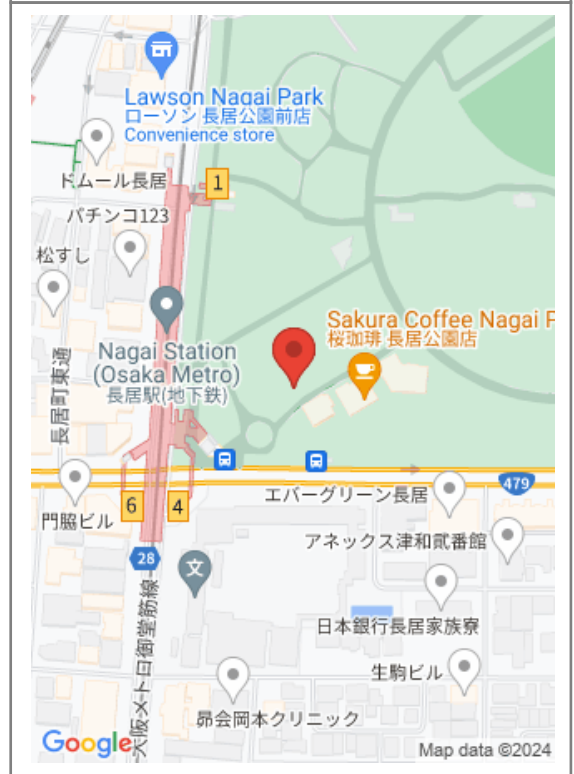 Lawson Nagai Park
ローソン 長居公園前店
Convenience store
ドムール長居
1
パチンコ123
松すし
Sakura Coffee Nagai P
桜珈琲 長居公園店
Nagai Station
(Osaka Metro)
長居駅(地下鉄)
長居町東通
479
エバーグリーン長居
6
4
門脇ビル
アネックス津和貮番館
28
文
日本銀行長居家族寮
生駒ビル
昴会岡本クリニック
大阪メトロ御堂筋線
Google
Map data ©2024